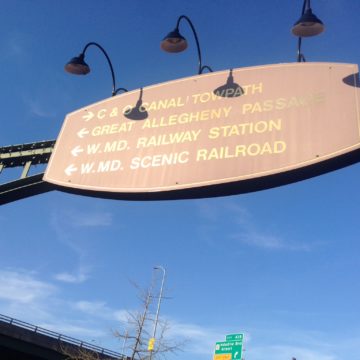 → C & O CANAL TOWPATH
← GREAT ALLEGHENY PASSAGE
← W.MD. RAILWAY STATION
← W.MD. SCENIC RAILROAD